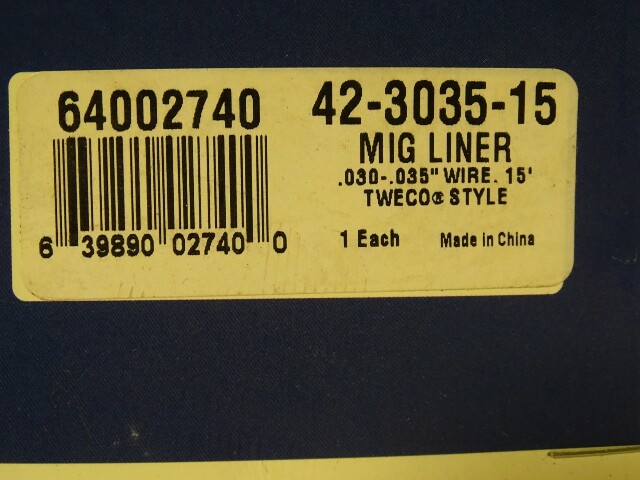 64002740
6 39890 02740 0
42-3035-15
MIG LINER
.030-.035" WIRE. 15'
TWECO® STYLE
1 Each Made in China